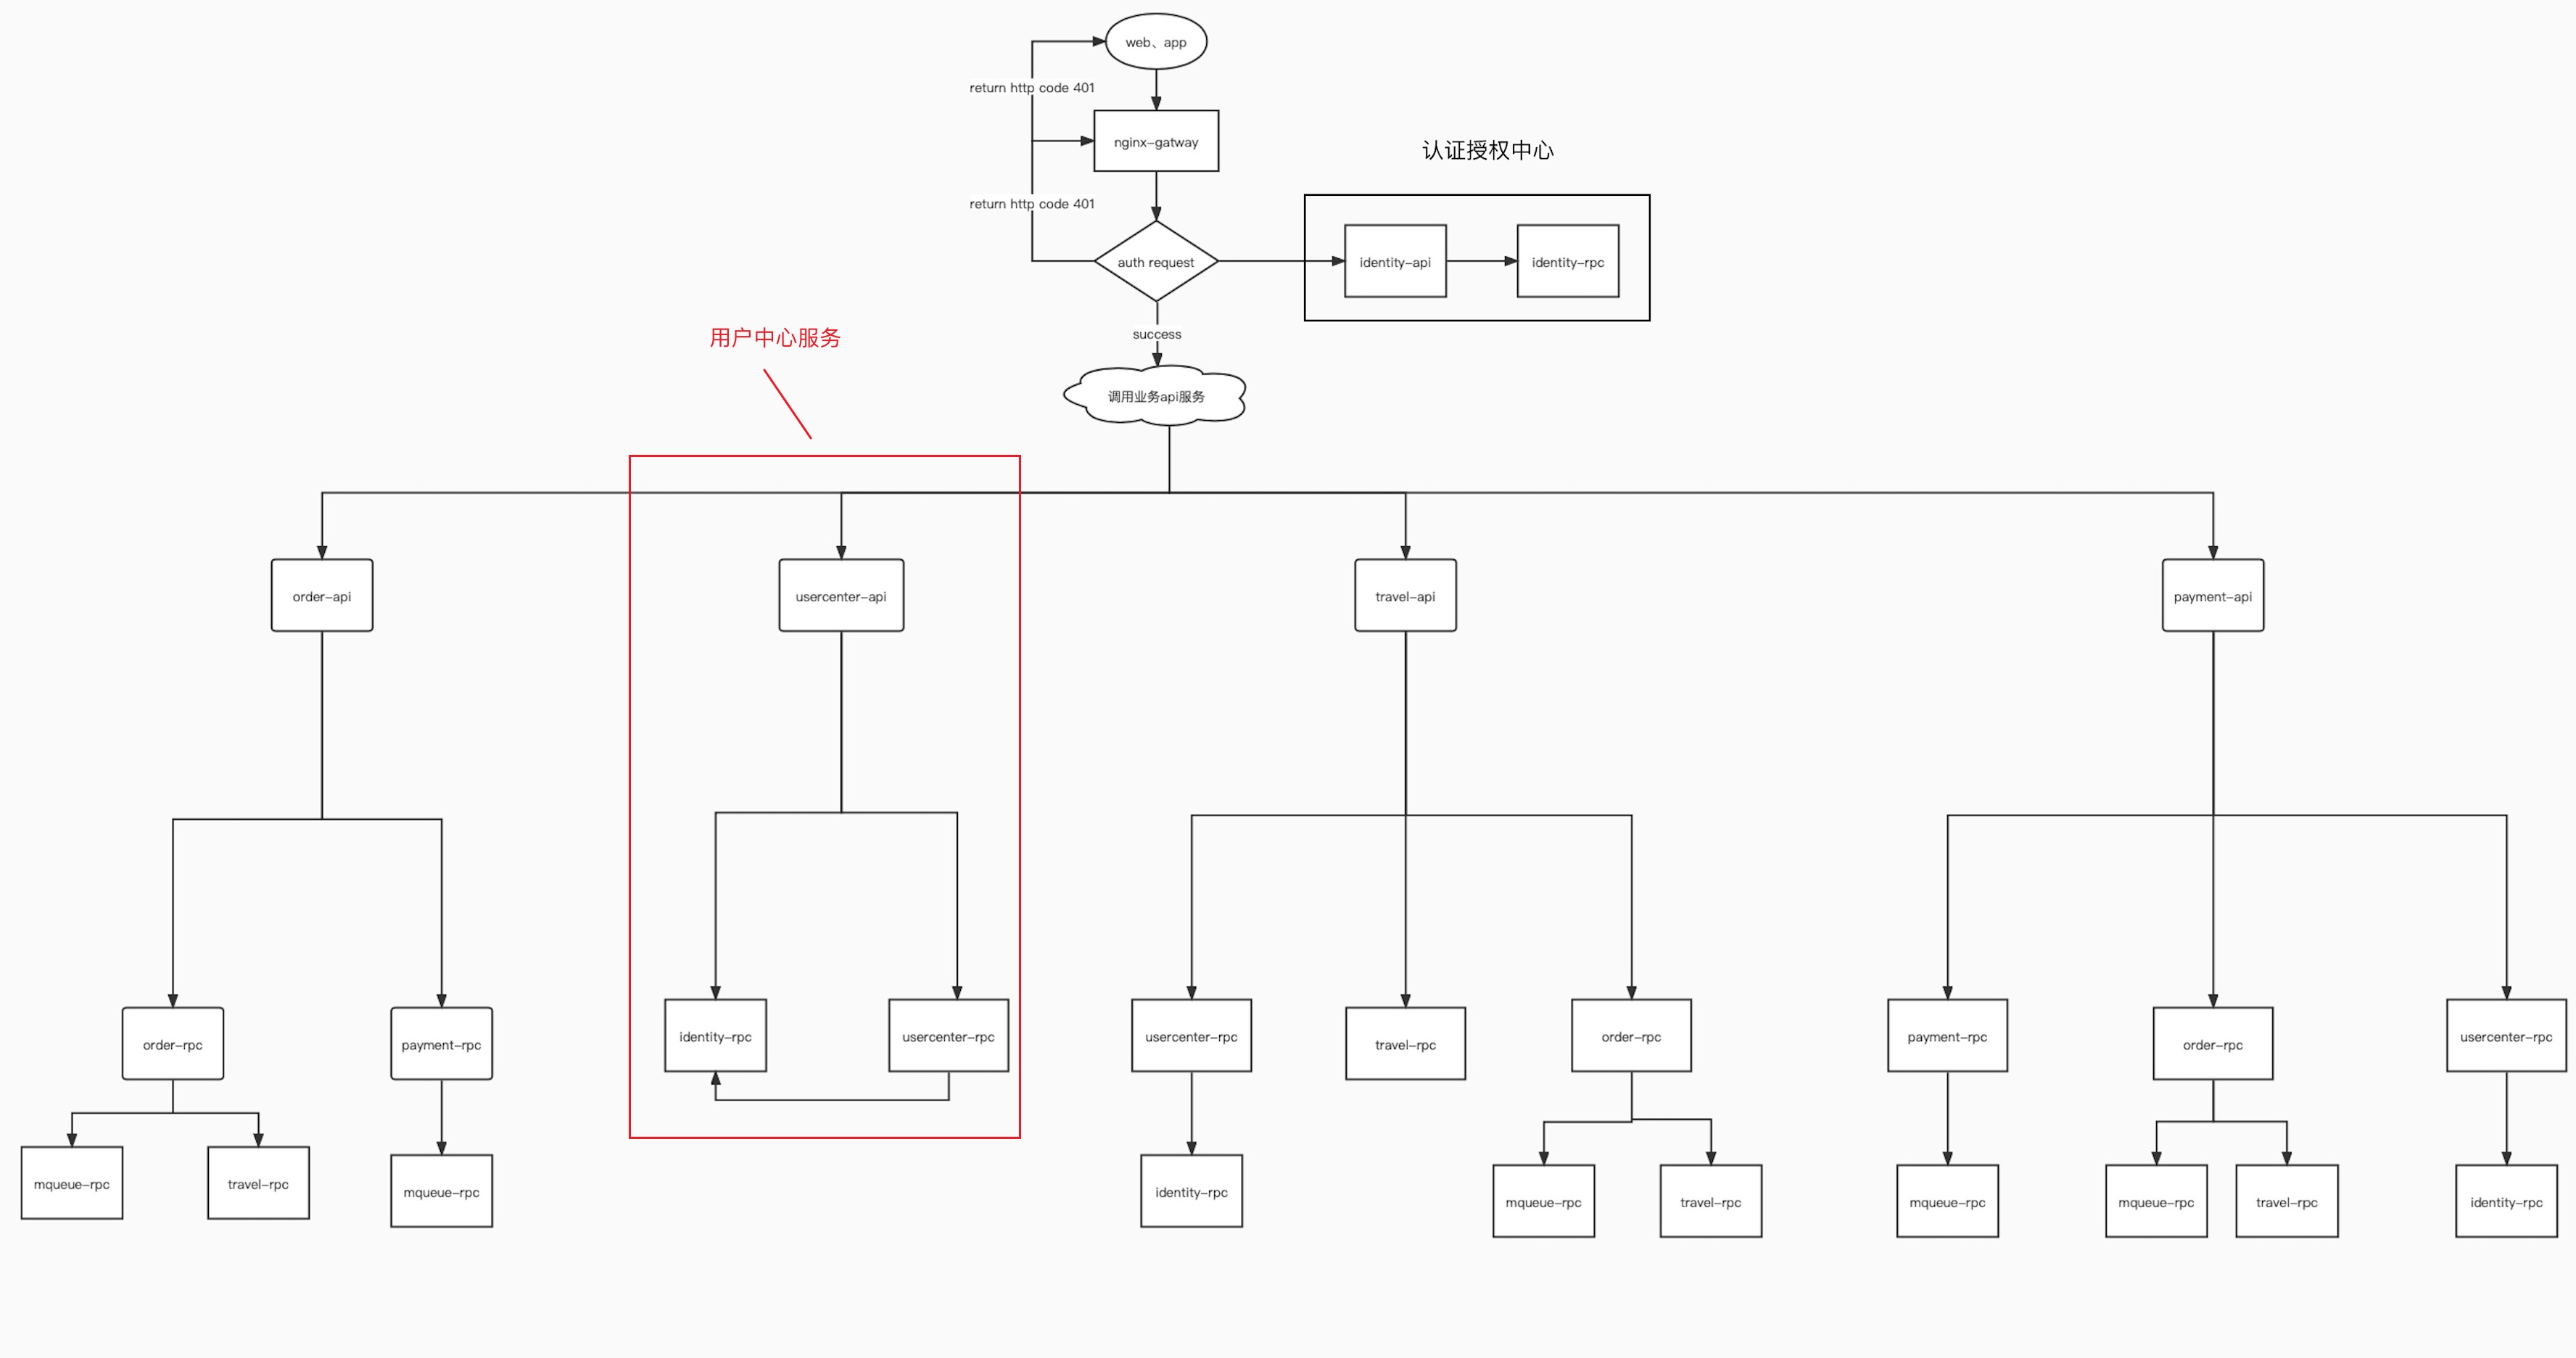 web、app
return http code 401
nginx-gatway
认证授权中心
return http code 401
auth request
identity-api
identity-rpc
success
用户中心服务
调用业务api服务
order-api
usercenter-api
travel-api
payment-api
order-rpc
payment-rpc
identity-rpc
usercenter-rpc
usercenter-rpc
travel-rpc
order-rpc
payment-rpc
order-rpc
usercenter-rpc
mqueue-rpc
travel-rpc
mqueue-rpc
identity-rpc
mqueue-rpc
travel-rpc
mqueue-rpc
mqueue-rpc
travel-rpc
identity-rpc